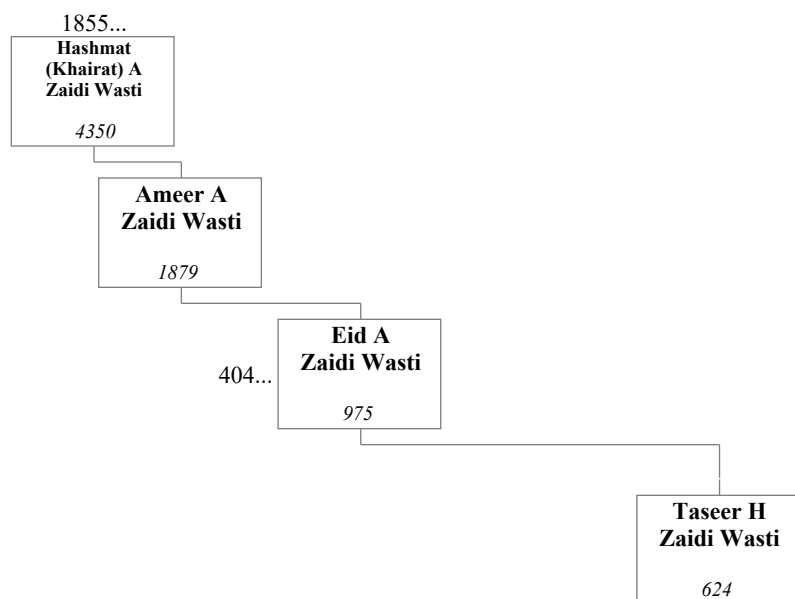 1855...
Hashmat
(Khairat) A
Zaidi Wasti
4350
Ameer A
Zaidi Wasti
1879
Eid A
Zaidi Wasti
404...
975
Taseer H
Zaidi Wasti
624